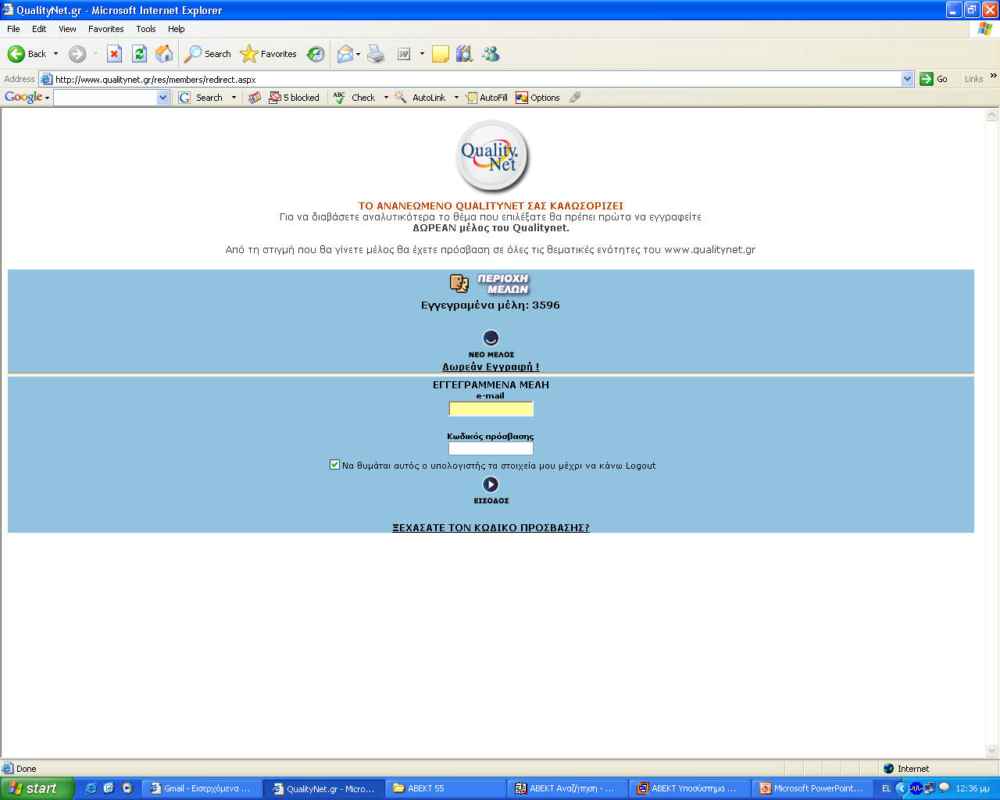 QualityNet.gr - Microsoft Internet Explorer
File Edit View Favorites Tools Help
Back Search Favorites
Address http://www.qualitynet.gr/res/members/redirect.aspx Go Links »
Google Search 5 blocked ABC Check AutoLink AutoFill Options
Quality.
Net
ΤΟ ΑΝΑΝΕΩΜΕΝΟ QUALITYNET ΣΑΣ ΚΑΛΩΣΟΡΙΖΕΙ
Για να διαβάσετε αναλυτικότερα το θέμα που επιλέξατε θα πρέπει πρώτα να εγγραφείτε
ΔΩΡΕΑΝ μέλος του Qualitynet.
Από τη στιγμή που θα γίνετε μέλος θα έχετε πρόσβαση σε όλες τις θεματικές ενότητες του www.qualitynet.gr
ΠΕΡΙΟΧΗ
ΜΕΛΩΝ
Εγγεγραμένα μέλη: 3596
ΝΕΟ ΜΕΛΟΣ
Δωρεάν Εγγραφή !
ΕΓΓΕΓΡΑΜΜΕΝΑ ΜΕΛΗ
e-mail
Κωδικός πρόσβασης
Να θυμάται αυτός ο υπολογιστής τα στοιχεία μου μέχρι να κάνω Logout
ΕΙΣΟΔΟΣ
ΞΕΧΑΣΑΤΕ ΤΟΝ ΚΩΔΙΚΟ ΠΡΟΣΒΑΣΗΣ?
Done Internet
start Gmail - Εισερχόμενα ... QualityNet.gr - Micro... ABEKT 55 ΑΒΕΚΤ Αναζήτηση - ... ΑΒΕΚΤ Υποσύστημα ... Microsoft PowerPoint... EL 12:36 μμ